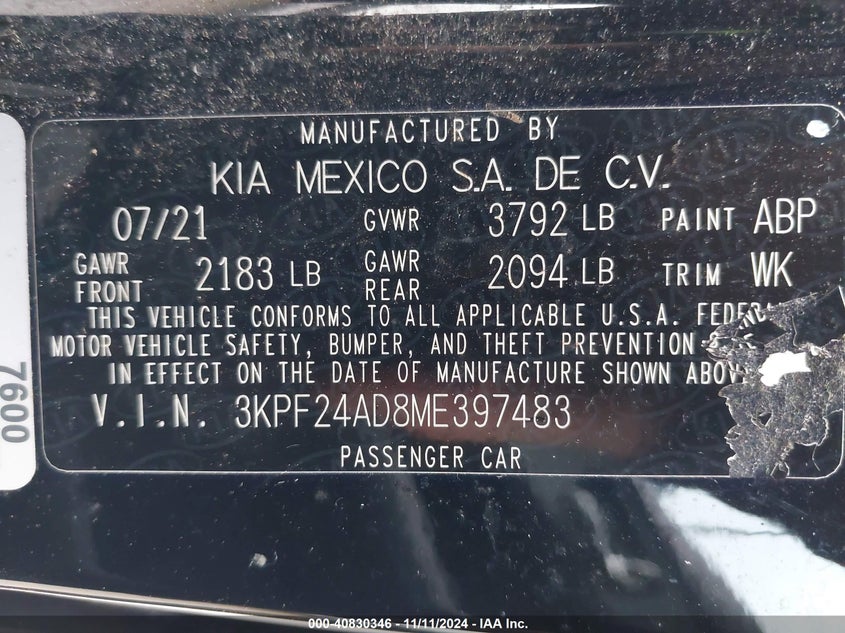 MANUFACTURED BY
KIA MEXICO S.A. DE C.V.
07/21 GVWR 3792 LB PAINT ABP
GAWR FRONT 2183 LB GAWR REAR 2094 LB TRIM WK
THIS VEHICLE CONFORMS TO ALL APPLICABLE U.S.A.
MOTOR VEHICLE SAFETY, BUMPER, AND THEFT PREVENTION
IN EFFECT ON THE DATE OF MANUFACTURE SHOWN
V.I.N. 3KPF24AD8ME397483
PASSENGER CAR
7600
000-40830346 - 11/11/2024 - IAA Inc.